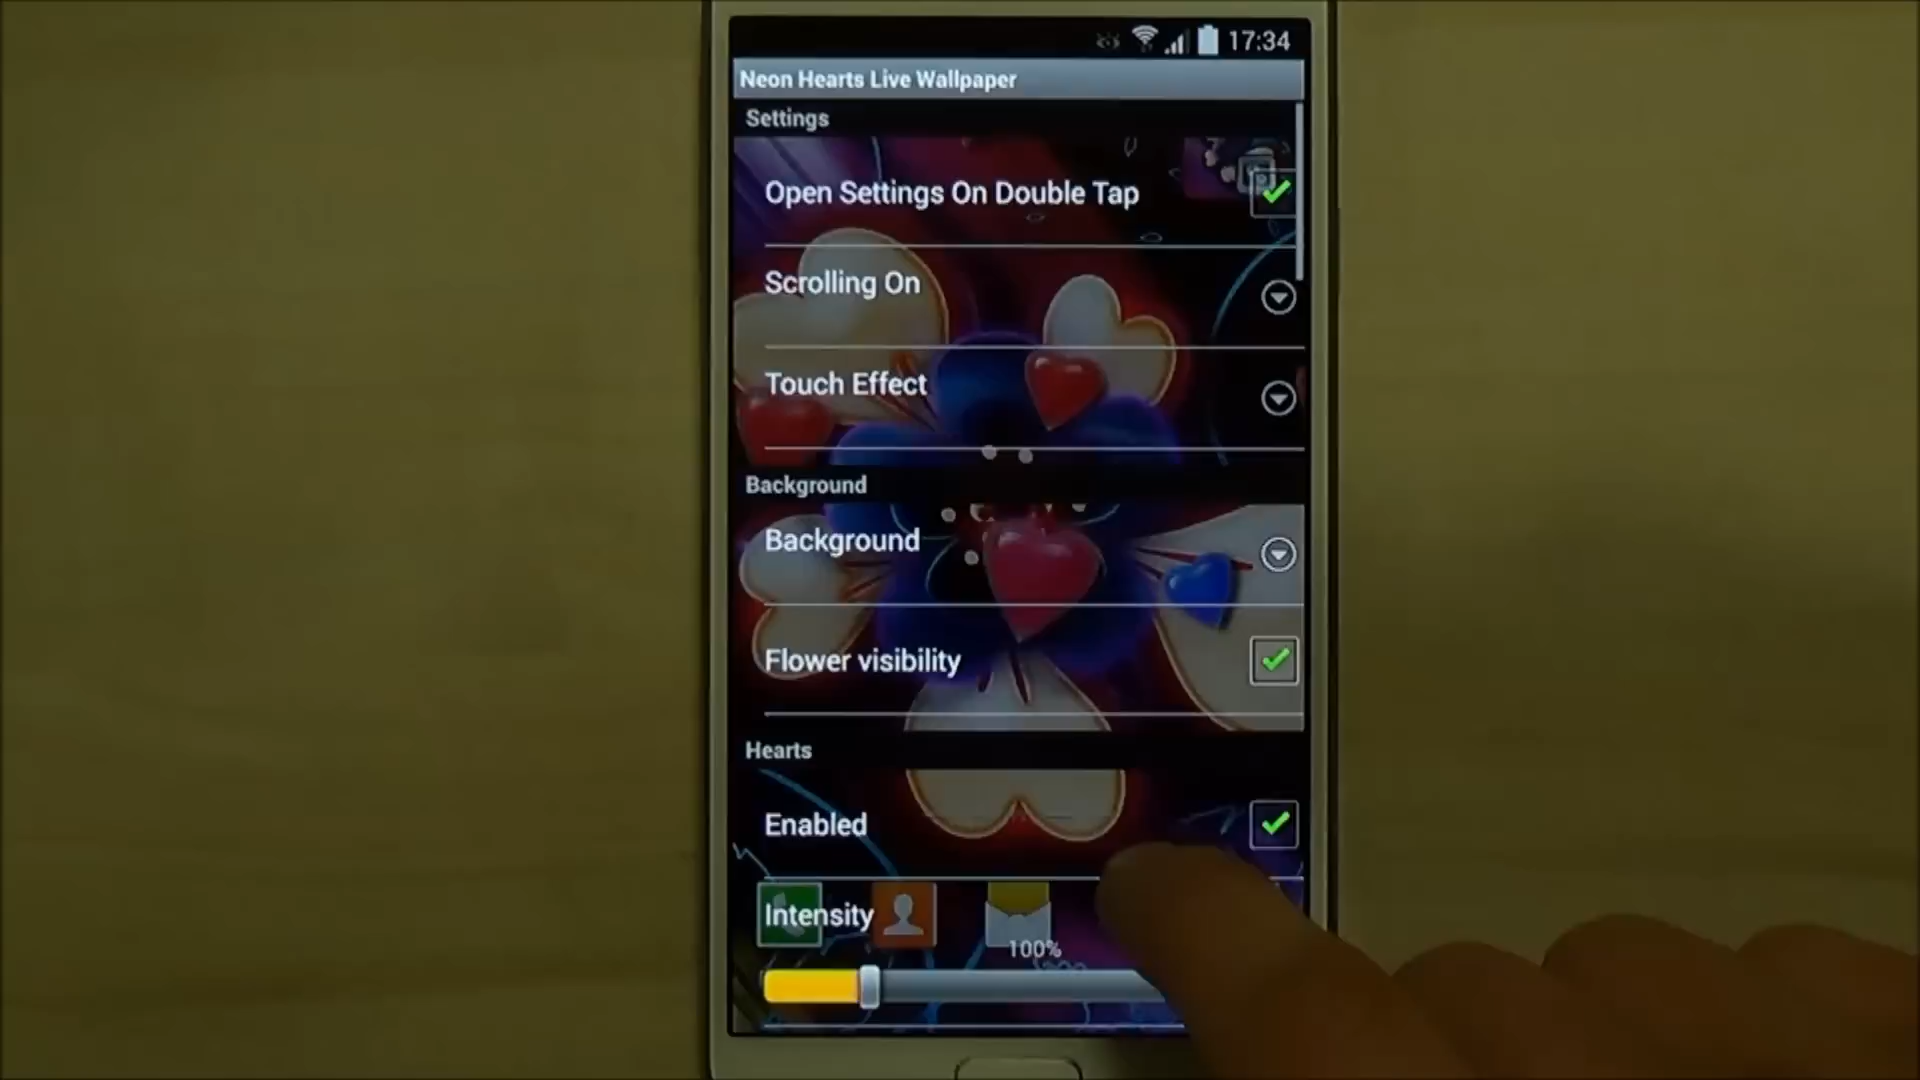 17:34
Neon Hearts Live Wallpaper
Settings
Open Settings On Double Tap
Scrolling On
Touch Effect
Background
Background
Flower visibility
Hearts
Enabled
Intensity
100%